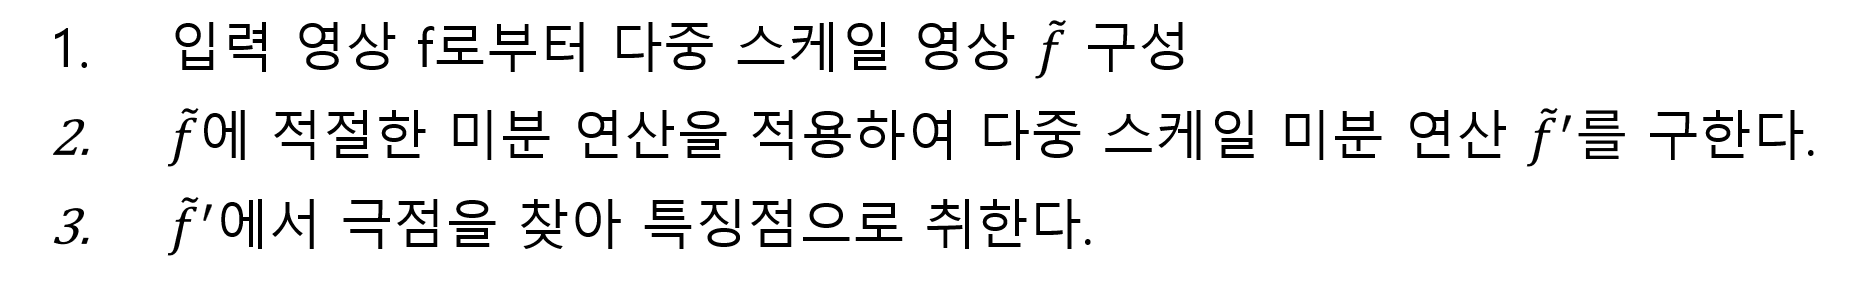 1. 입력 영상 f로부터 다중 스케일 영상 f̃ 구성
2. f̃에 적절한 미분 연산을 적용하여 다중 스케일 미분 연산 f̃′를 구한다.
3. f̃′에서 극점을 찾아 특징점으로 취한다.